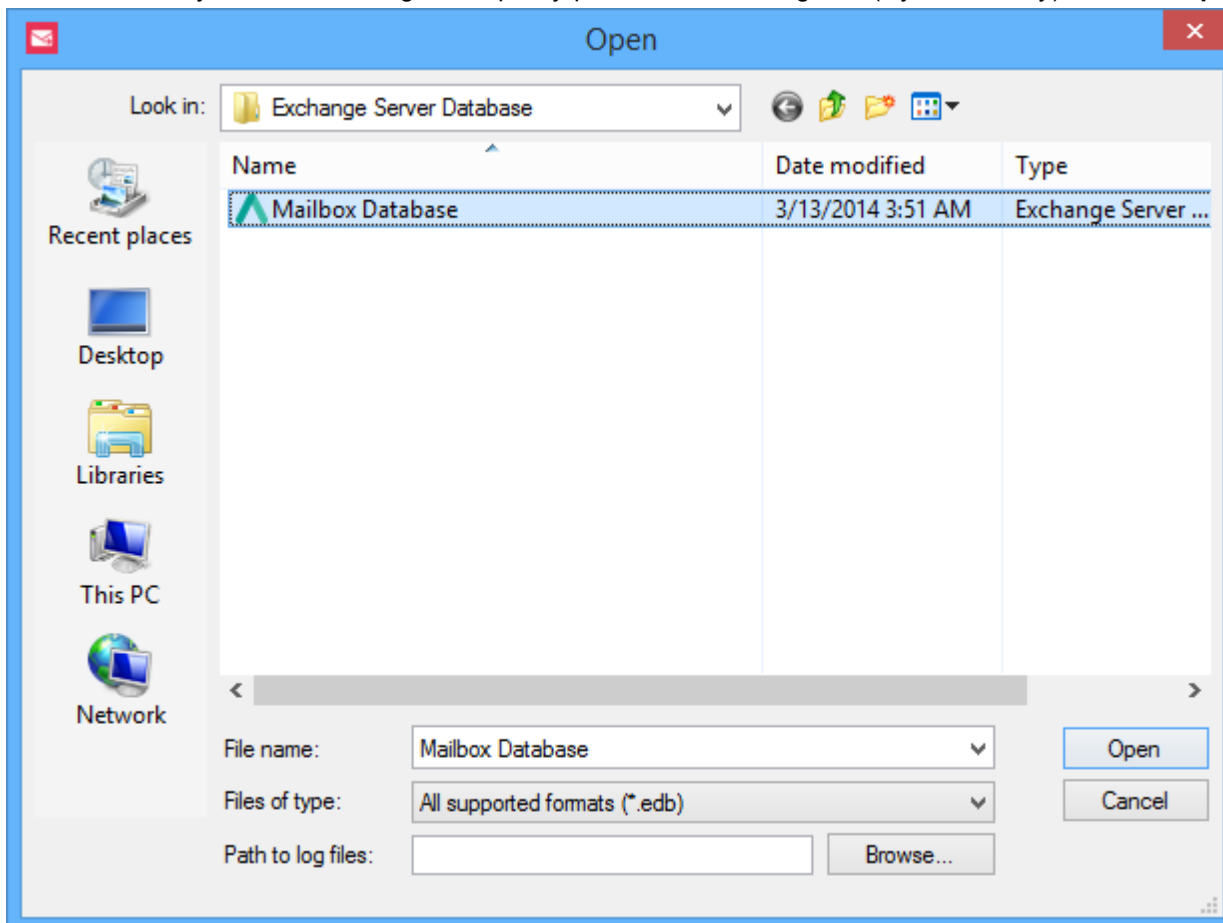 Open
Look in: Exchange Server Database
Name Date modified Type
Mailbox Database 3/13/2014 3:51 AM Exchange Server ...
Recent places
Desktop
Libraries
This PC
Network
File name: Mailbox Database Open
Files of type: All supported formats (*.edb) Cancel
Path to log files: Browse...